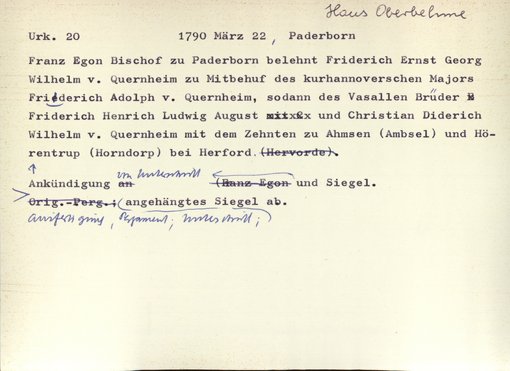 Haus Oberbehme
Urk. 20 1790 März 22, Paderborn
Franz Egon Bischof zu Paderborn belehnt Friderich Ernst Georg
Wilhelm v. Quernheim zu Mitbehuf des kurhannoverschen Majors
Friederich Adolph v. Quernheim, sodann des Vasallen Brüder
Friderich Henrich Ludwig August und Christian Diderich
Wilhelm v. Quernheim mit dem Zehnten zu Ahmsen (Ambsel) und Hö-
rentrup (Horndorp) bei Herford. (Hervorde).
von Unterschrift
Ankündigung an (Franz Egon und Siegel.
Orig.-Perg.; (angehängtes Siegel ab.
Ausfertigung, Pergament; Unterschrift;